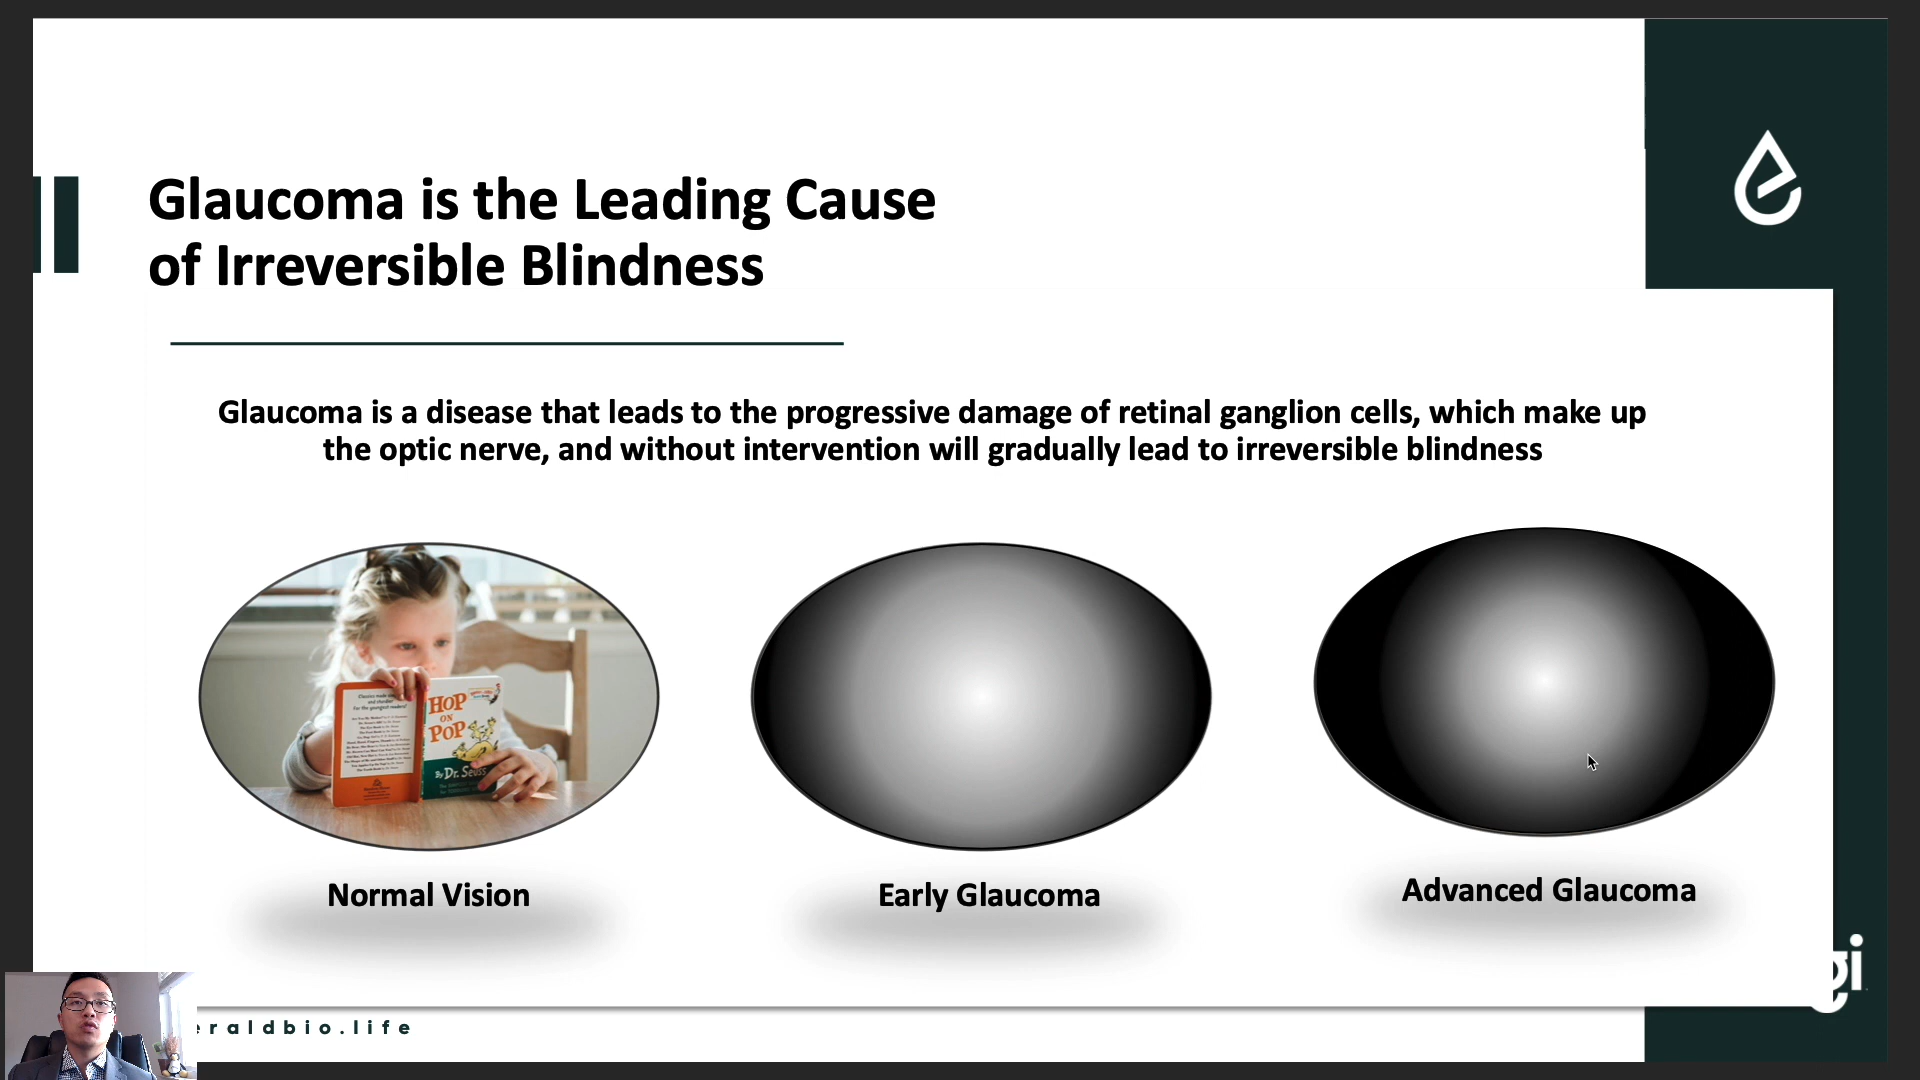 Glaucoma is the Leading Cause
of Irreversible Blindness
Glaucoma is a disease that leads to the progressive damage of retinal ganglion cells, which make up
the optic nerve, and without intervention will gradually lead to irreversible blindness
HOP
ON
POP
By Dr. Seuss
Normal Vision
Early Glaucoma
Advanced Glaucoma
gi
eraldbio.life